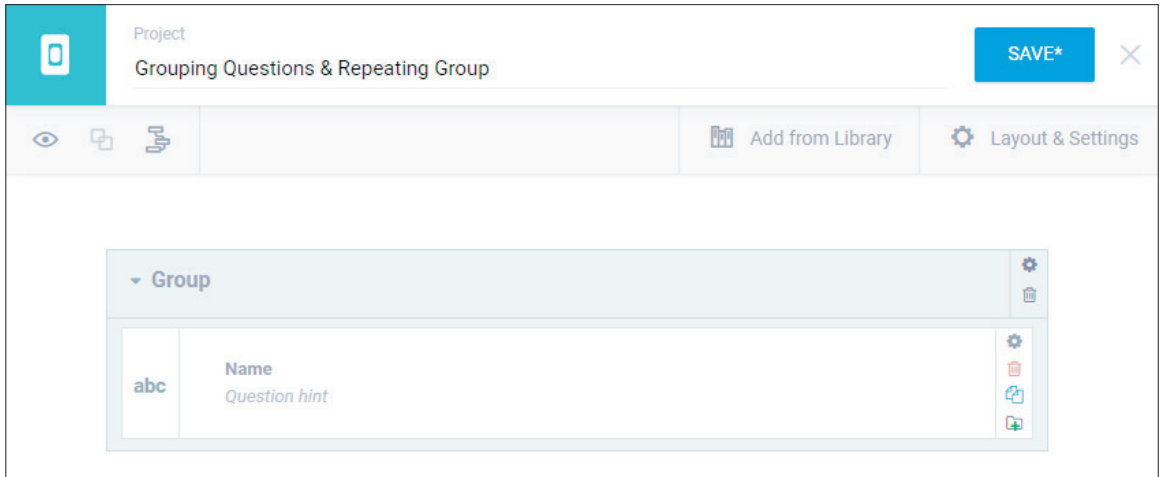 Project
Grouping Questions & Repeating Group
SAVE*
Add from Library
Layout & Settings
Group
abc
Name
Question hint